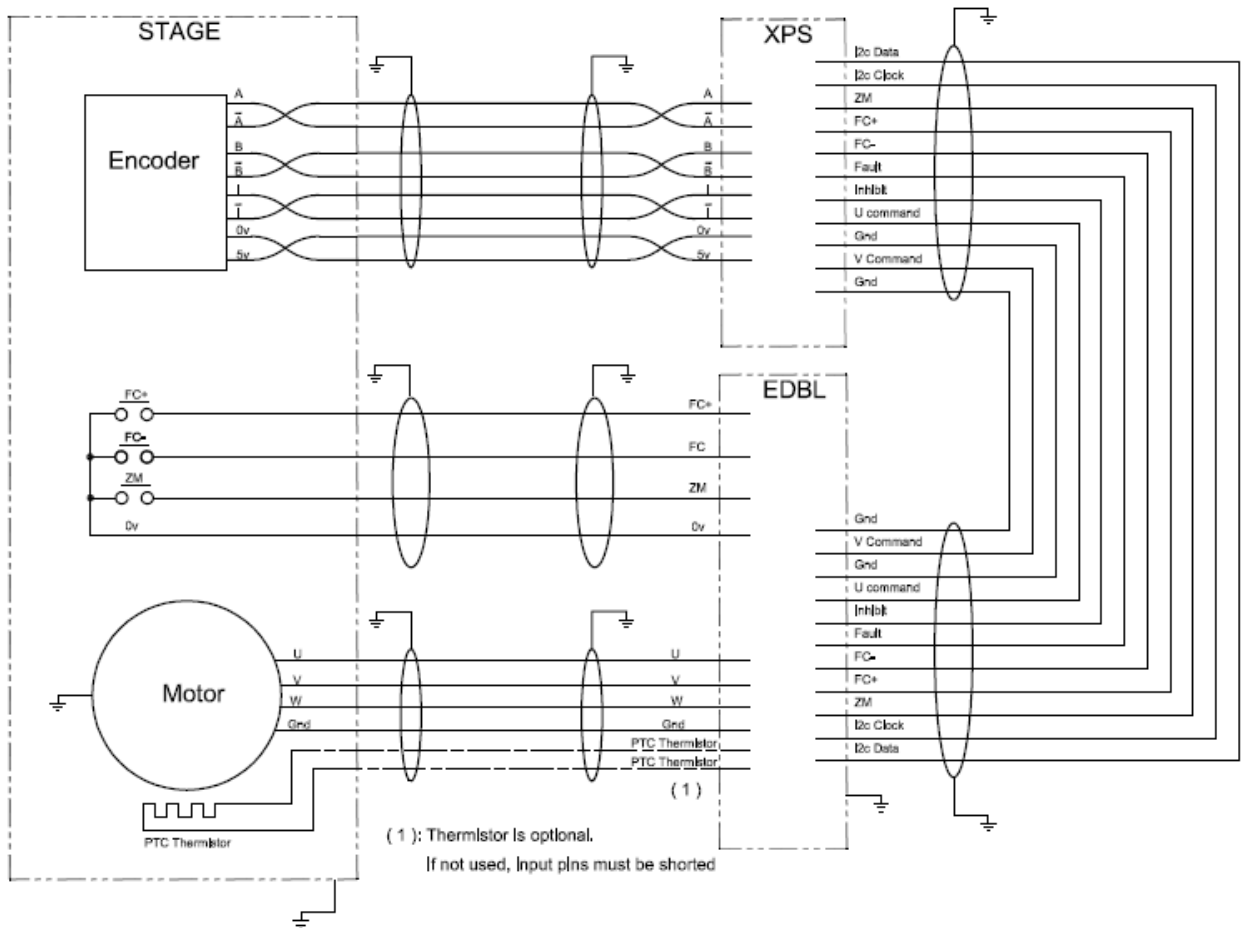 STAGE
XPS
I2c Data
I2c Clock
ZM
FC+
FC-
Fault
Inhibit
U command
Gnd
V Command
Gnd
Encoder
A
A̅
B
B̅
I
I̅
0v
5v
A
A̅
B
B̅
I
I̅
0v
5v
EDBL
FC+
FC-
ZM
0v
FC+
FC
ZM
0v
Gnd
V Command
Gnd
U command
Inhibit
Fault
FC-
FC+
ZM
I2c Clock
I2c Data
Motor
U
V
W
Gnd
U
V
W
Gnd
PTC Thermistor
PTC Thermistor
( 1 )
PTC Thermistor
( 1 ): Thermistor is optional.
If not used, input pins must be shorted